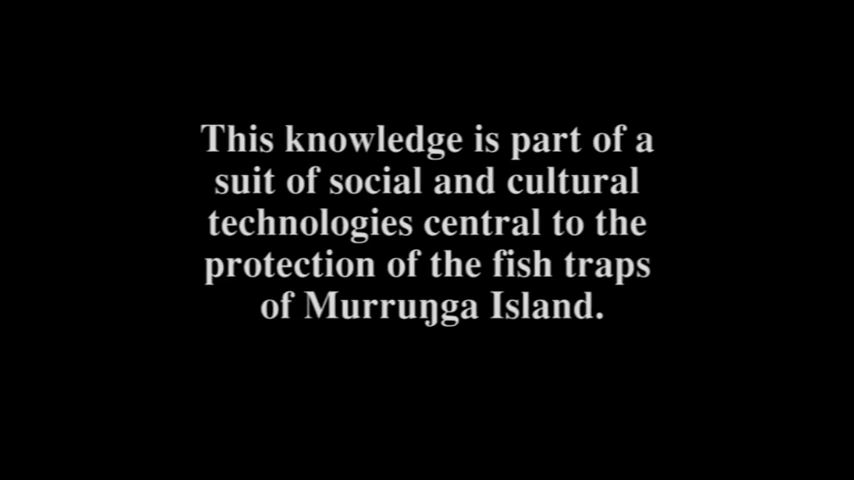 This knowledge is part of a
suit of social and cultural
technologies central to the
protection of the fish traps
of Murruŋga Island.